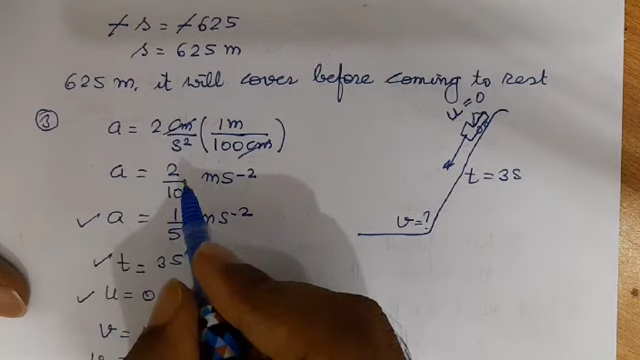 + s = + 625
s = 625 m
625 m, it will cover before coming to rest
③ a = 2 cm/s² (1m/100cm)
u = 0
a = 2/10 ms-2
t = 3S
✓ a = 1/5 ms-2
v = ?
✓ t = 3S
✓ u = 0
v =